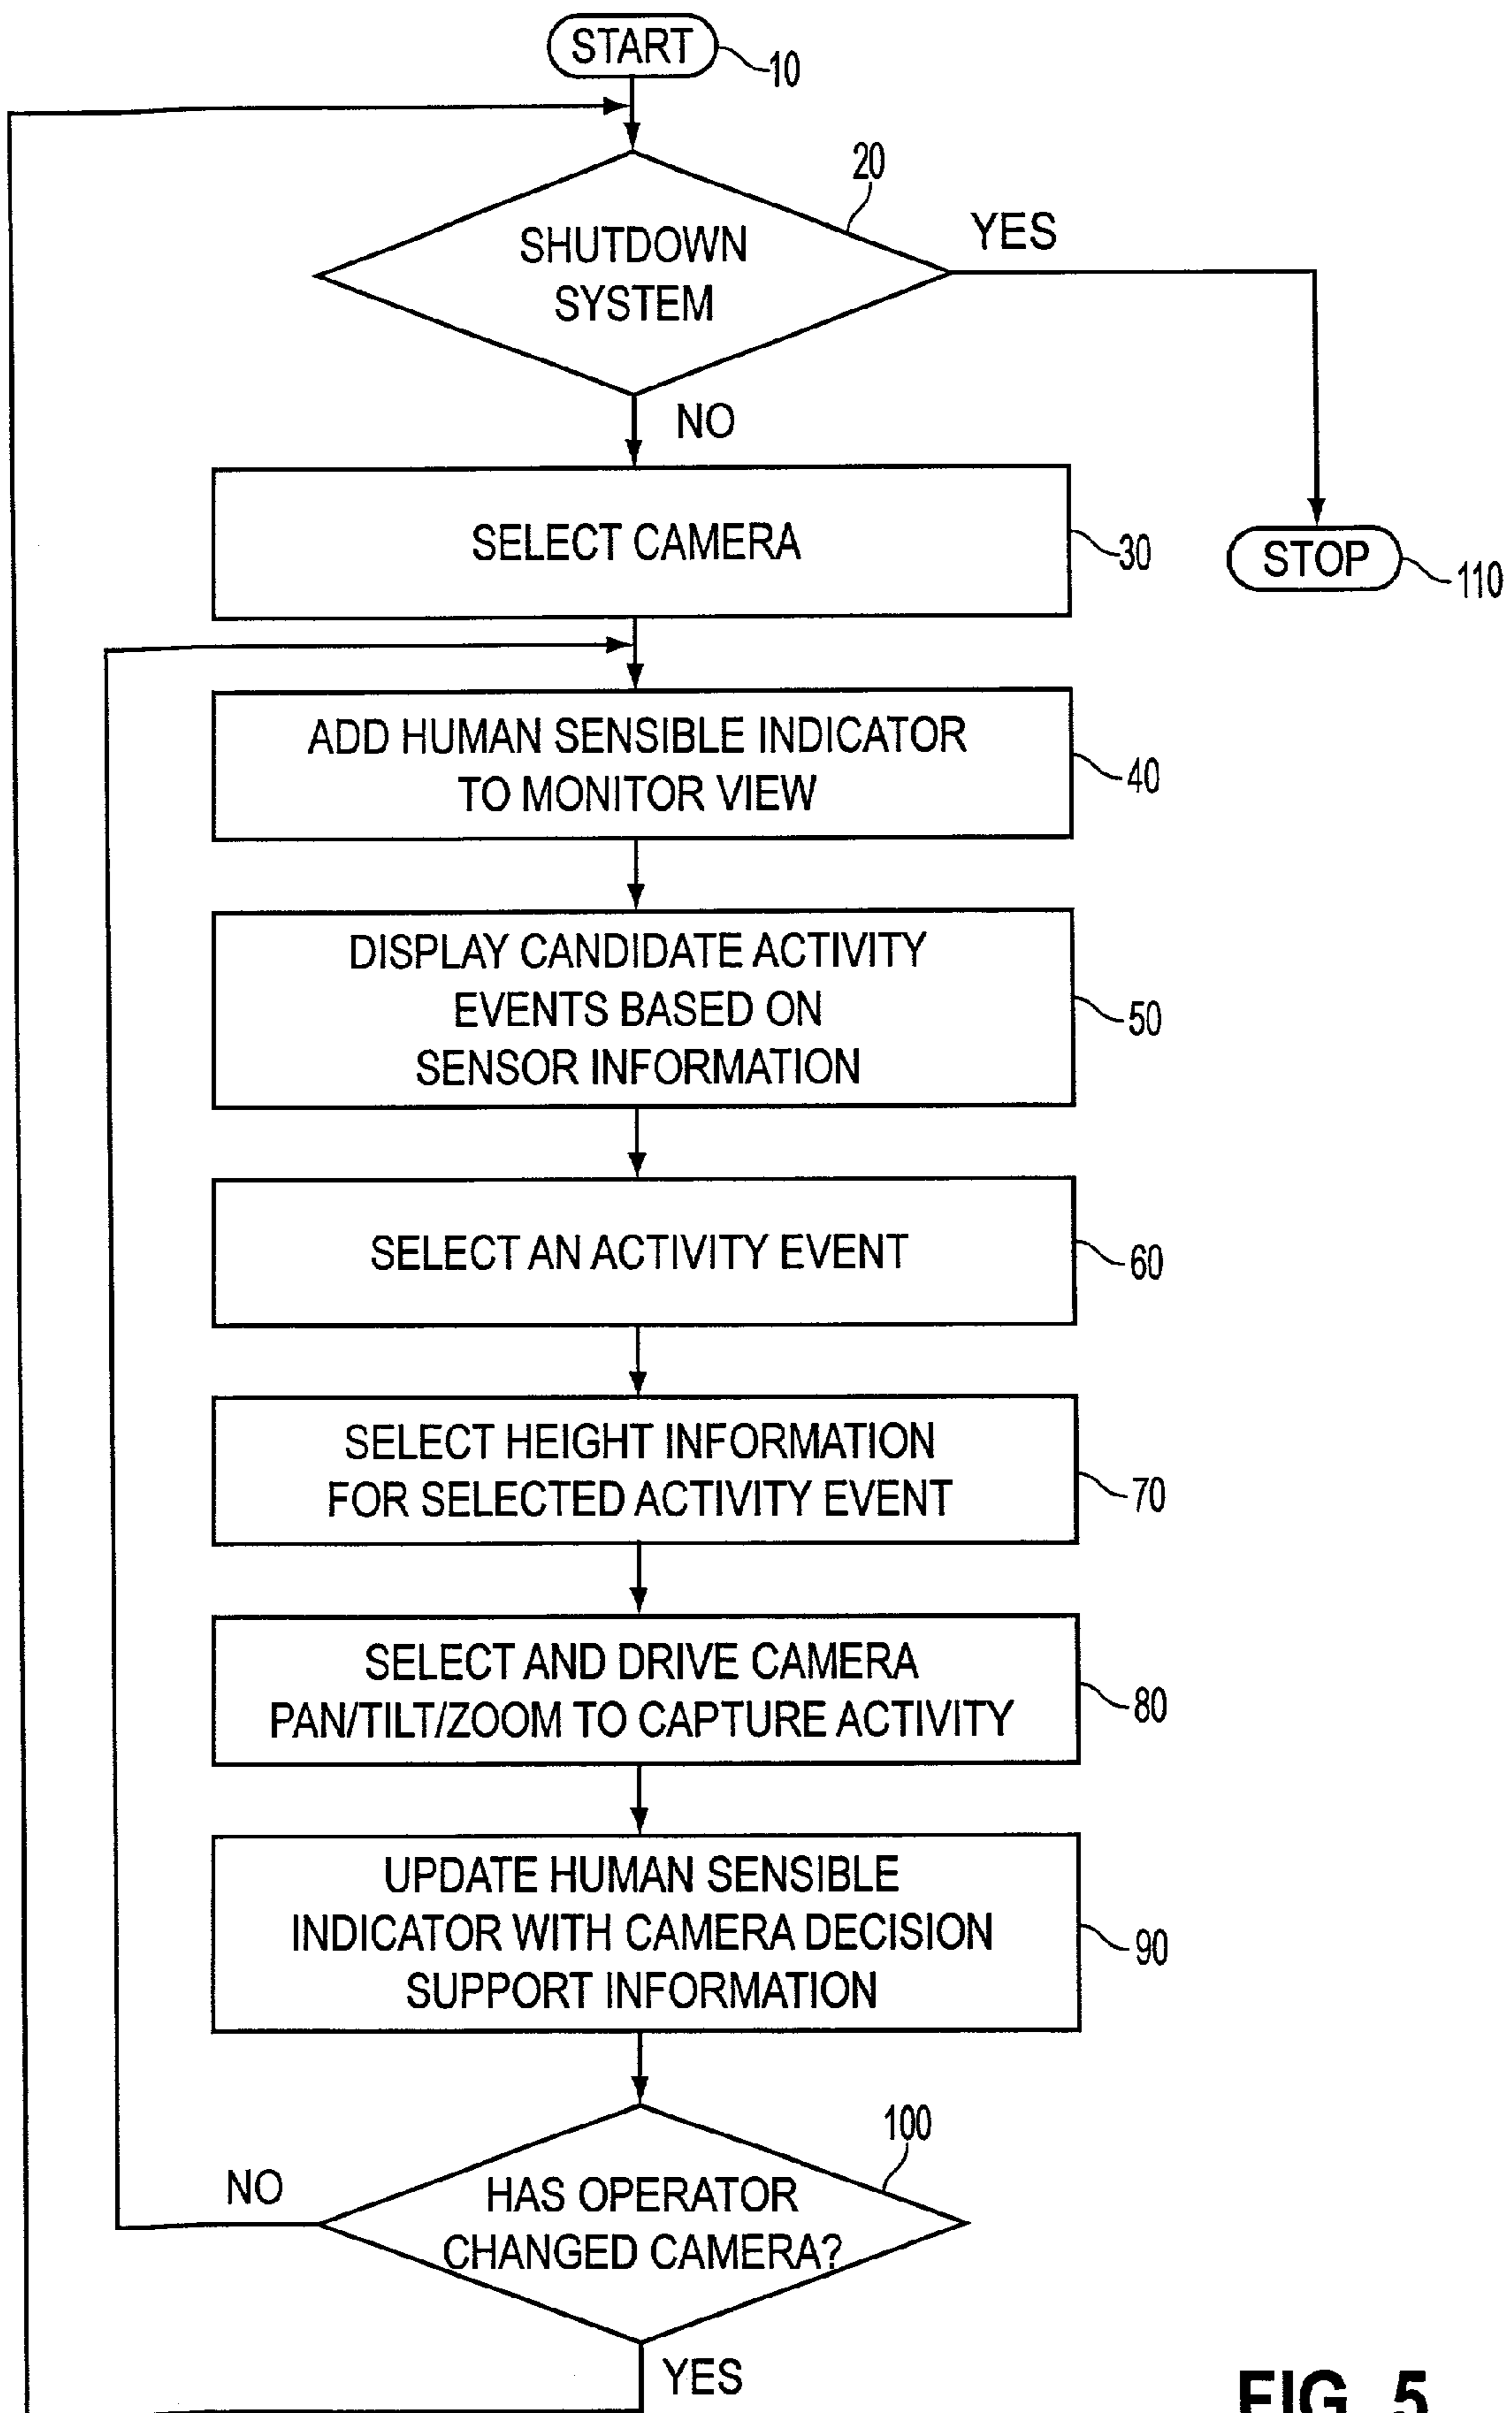 START
10
20
SHUTDOWN
SYSTEM
YES
NO
SELECT CAMERA
30
STOP
110
ADD HUMAN SENSIBLE INDICATOR
TO MONITOR VIEW
40
DISPLAY CANDIDATE ACTIVITY
EVENTS BASED ON
SENSOR INFORMATION
50
SELECT AN ACTIVITY EVENT
60
SELECT HEIGHT INFORMATION
FOR SELECTED ACTIVITY EVENT
70
SELECT AND DRIVE CAMERA
PAN/TILT/ZOOM TO CAPTURE ACTIVITY
80
UPDATE HUMAN SENSIBLE
INDICATOR WITH CAMERA DECISION
SUPPORT INFORMATION
90
100
NO
HAS OPERATOR
CHANGED CAMERA?
YES
FIG. 5